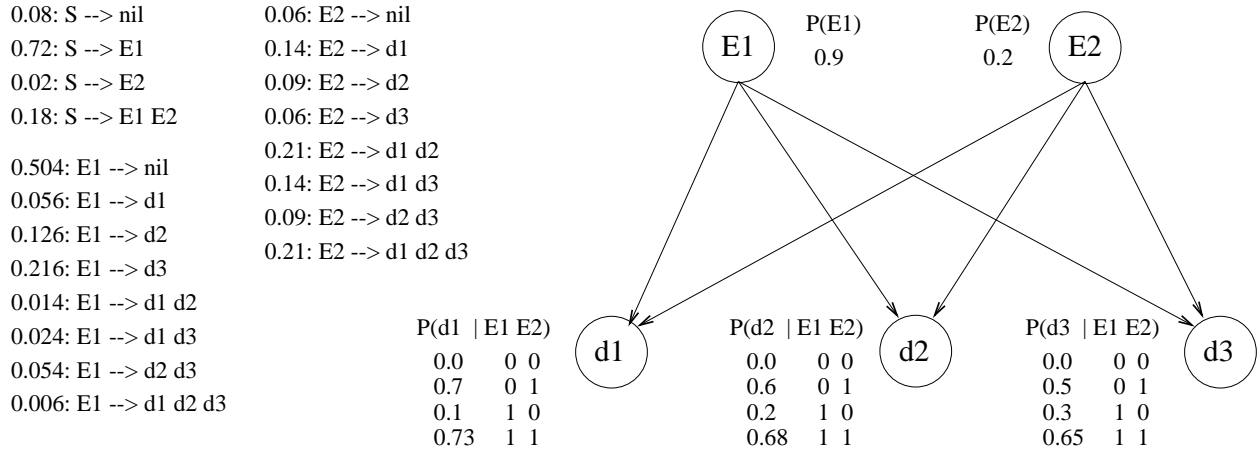 0.08: S --> nil
0.72: S --> E1
0.02: S --> E2
0.18: S --> E1 E2
0.504: E1 --> nil
0.056: E1 --> d1
0.126: E1 --> d2
0.216: E1 --> d3
0.014: E1 --> d1 d2
0.024: E1 --> d1 d3
0.054: E1 --> d2 d3
0.006: E1 --> d1 d2 d3
0.06: E2 --> nil
0.14: E2 --> d1
0.09: E2 --> d2
0.06: E2 --> d3
0.21: E2 --> d1 d2
0.14: E2 --> d1 d3
0.09: E2 --> d2 d3
0.21: E2 --> d1 d2 d3
E1
P(E1)
0.9
P(E2)
0.2
E2
P(d1 | E1 E2)
0.0 0 0
0.7 0 1
0.1 1 0
0.73 1 1
d1
P(d2 | E1 E2)
0.0 0 0
0.6 0 1
0.2 1 0
0.68 1 1
d2
P(d3 | E1 E2)
0.0 0 0
0.5 0 1
0.3 1 0
0.65 1 1
d3